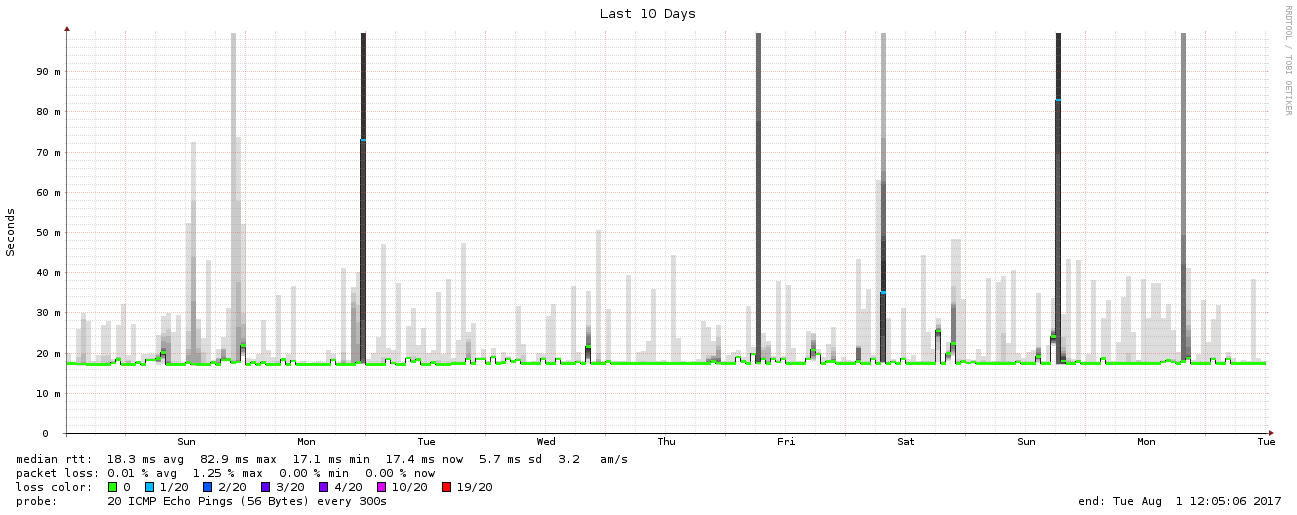 Last 10 Days
RRDTOOL / TOBI OETIKER
Seconds
90 m
80 m
70 m
60 m
50 m
40 m
30 m
20 m
10 m
0
Sun Mon Tue Wed Thu Fri Sat Sun Mon Tue
median rtt: 18.3 ms avg 82.9 ms max 17.1 ms min 17.4 ms now 5.7 ms sd 3.2 am/s
packet loss: 0.01 % avg 1.25 % max 0.00 % min 0.00 % now
loss color: 0 1/20 2/20 3/20 4/20 10/20 19/20
probe: 20 ICMP Echo Pings (56 Bytes) every 300s end: Tue Aug 1 12:05:06 2017